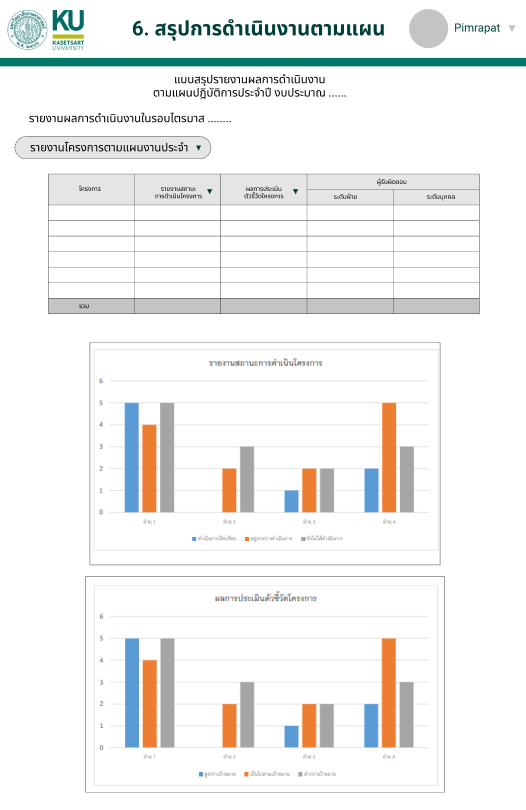 KU
KASETSART
UNIVERSITY
6. สรุปการดำเนินงานตามแผน
Pimrapat
แบบสรุปรายงานผลการดำเนินงาน
ตามแผนปฎิบัติการประจำปี งบประมาณ ......
รายงานผลการดำเนินงานในรอบไตรมาส ........
รายงานโครงการตามแผนงานประจำ
โครงการ
รายงานสถานะ
การดำเนินโครงการ
ผลการประเมิน
ตัวชี้วัดโครงการ
ผู้รับผิดชอบ
ระดับฝ่าย
ระดับบุคคล
รวม
รายงานสถานะการดำเนินโครงการ
6
5
4
3
2
1
0
ฝ่าย 1
ฝ่าย 2
ฝ่าย 3
ฝ่าย 4
ดำเนินการเรียบร้อย
อยู่ระหว่างดำเนินการ
ยังไม่ได้ดำเนินการ
ผลการประเมินตัวชี้วัดโครงการ
6
5
4
3
2
1
0
ฝ่าย 1
ฝ่าย 2
ฝ่าย 3
ฝ่าย 4
สูงกว่าเป้าหมาย
เป็นไปตามเป้าหมาย
ต่ำกว่าเป้าหมาย